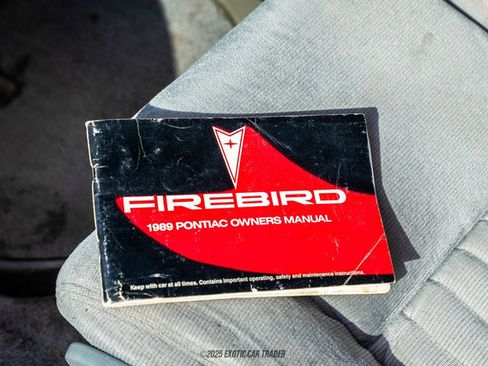 FIREBIRD
1989 PONTIAC OWNERS MANUAL
Keep with car at all times. Contains important operating, safety and maintenance instructions.
©2025 EXOTIC CAR TRADER